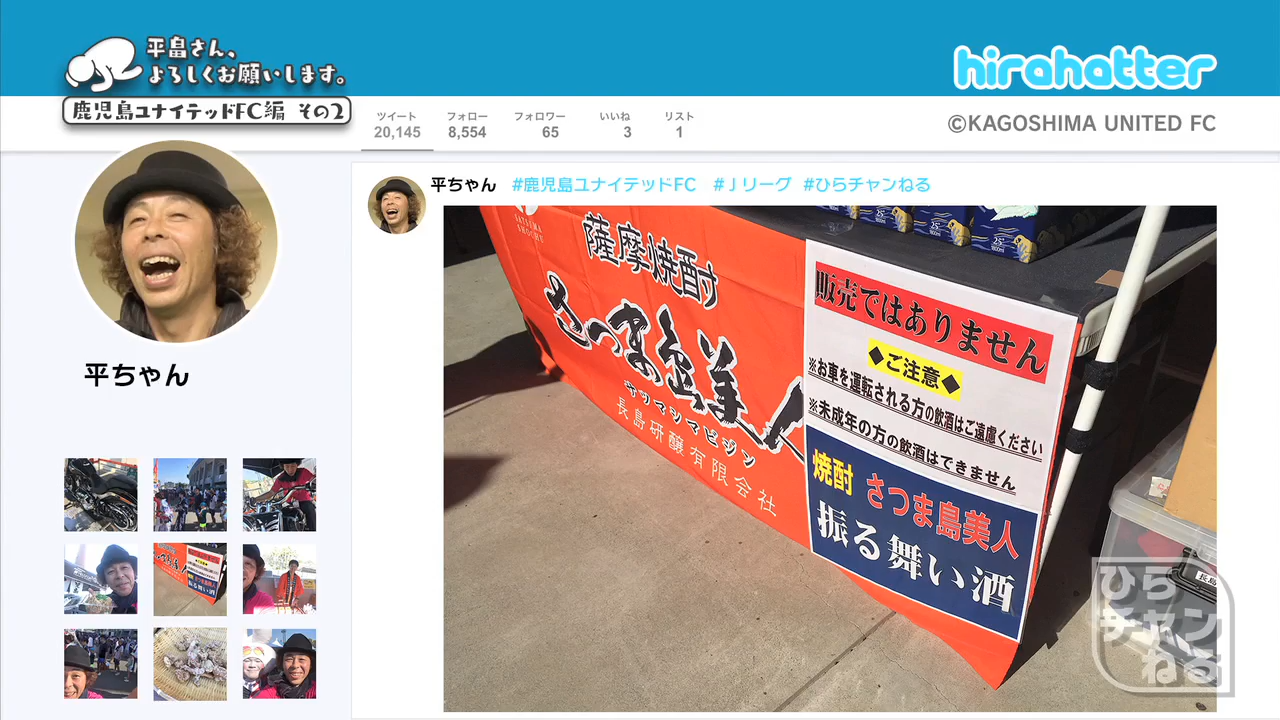 平畠さん、
よろしくお願いします。
鹿児島ユナイテッドFC編 その2
hirahatter
©KAGOSHIMA UNITED FC
ツイート フォロー フォロワー いいね リスト
20,145 8,554 65 3 1
平ちゃん #鹿児島ユナイテッドFC #Jリーグ #ひらチャンねる
平ちゃん
SATSUMA
SHOCHU
薩摩焼酎
さつま島美人
サツマシマビジン
長島研醸有限会社
販売ではありません
◆ご注意◆
※お車を運転される方の飲酒はご遠慮ください
※未成年の方の飲酒はできません
焼酎 さつま島美人
振る舞い酒
25°
25°
長島
ひら
チャン
ねる